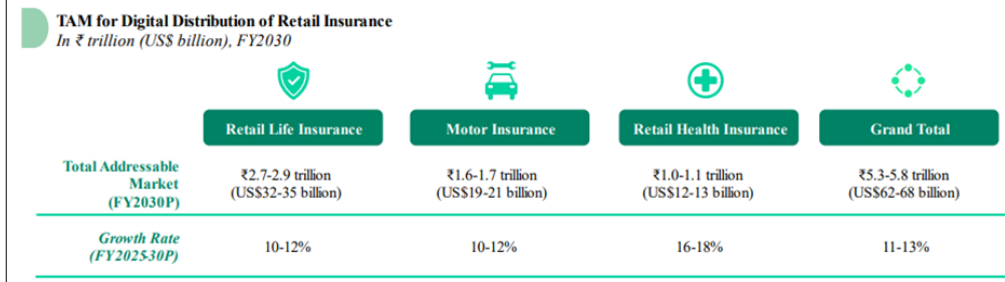 TAM for Digital Distribution of Retail Insurance
In ₹ trillion (US$ billion), FY2030
Retail Life Insurance
Motor Insurance
Retail Health Insurance
Grand Total
Total Addressable
Market
(FY2030P)
₹2.7-2.9 trillion
(US$32-35 billion)
₹1.6-1.7 trillion
(US$19-21 billion)
₹1.0-1.1 trillion
(US$12-13 billion)
₹5.3-5.8 trillion
(US$62-68 billion)
Growth Rate
(FY2025-30P)
10-12%
10-12%
16-18%
11-13%